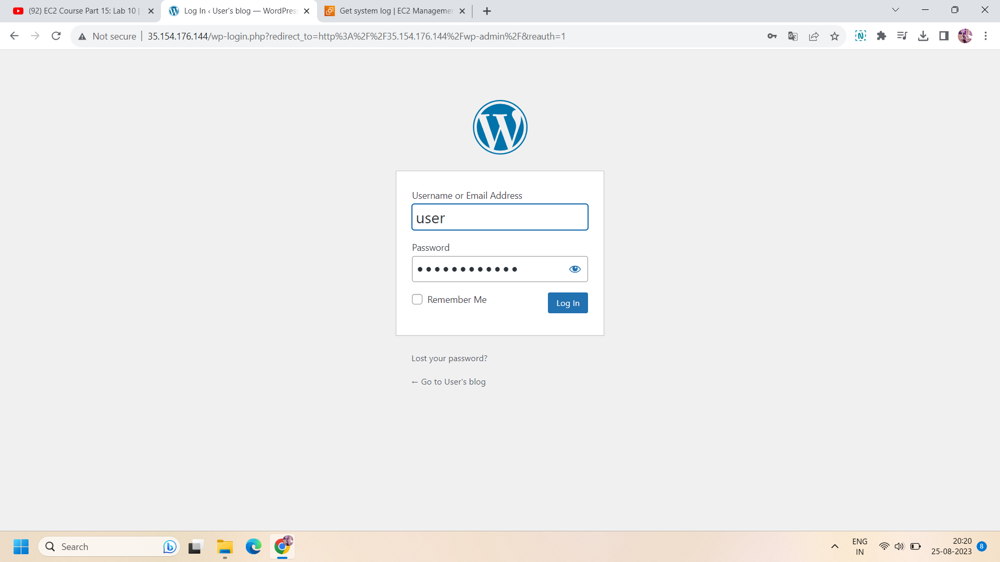 (92) EC2 Course Part 15: Lab 10 |
Log In ‹ User's blog — WordPress
Get system log | EC2 Managemen
Not secure
35.154.176.144/wp-login.php?redirect_to=http%3A%2F%2F35.154.176.144%2Fwp-admin%2F&reauth=1
Username or Email Address
user
Password
Remember Me
Log In
Lost your password?
← Go to User's blog
Search
ENG
IN
20:20
25-08-2023
8